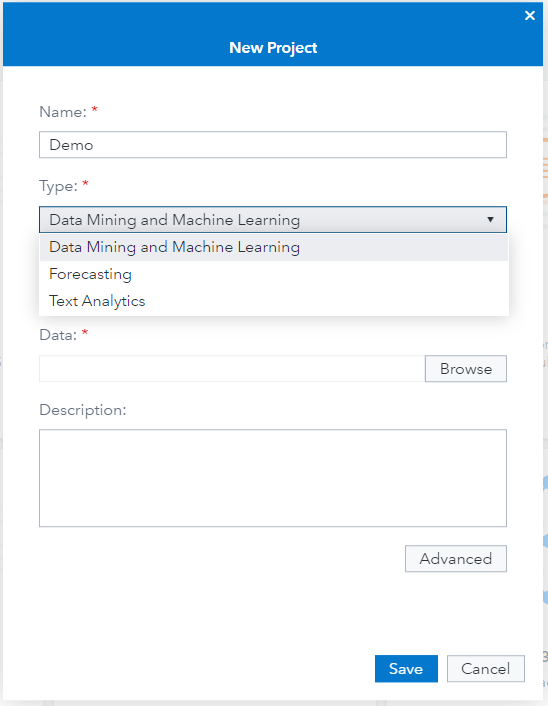 New Project
Name: *
Demo
Type: *
Data Mining and Machine Learning
Data Mining and Machine Learning
Forecasting
Text Analytics
Data: *
Browse
Description:
Advanced
Save Cancel